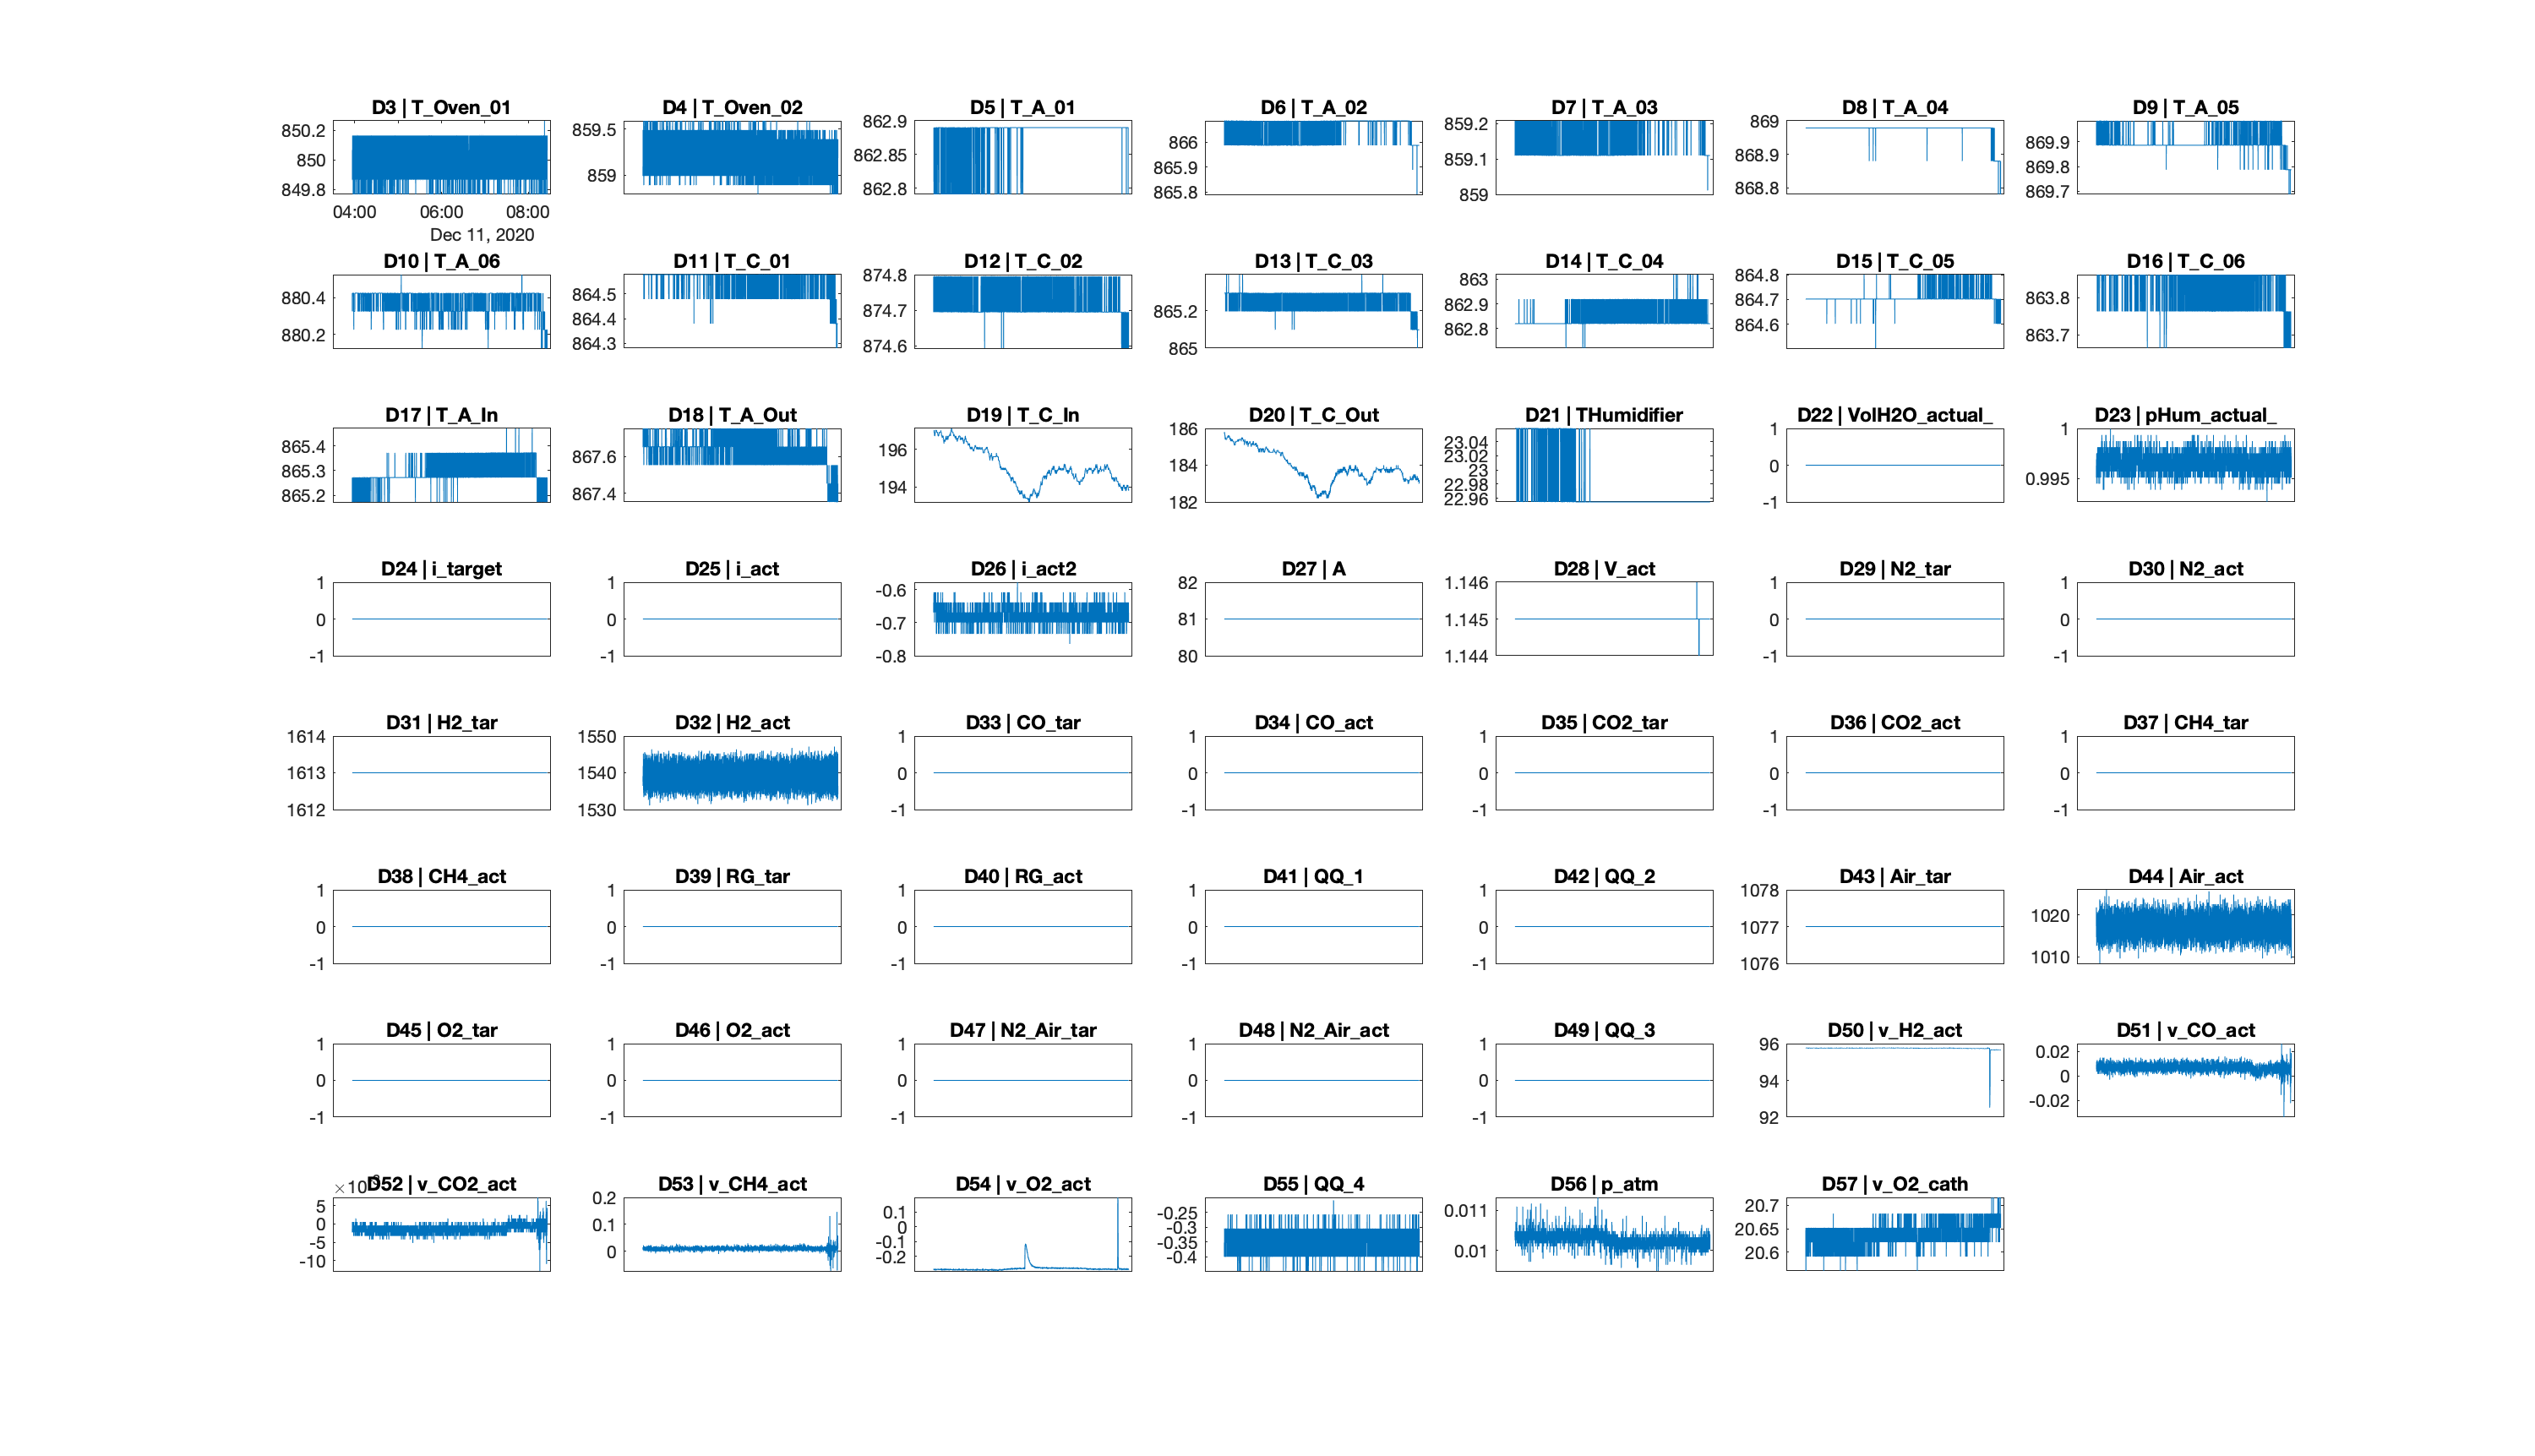 D3 | T_Oven_01
850.2
850
849.8
04:00 06:00 08:00
Dec 11, 2020
D4 | T_Oven_02
859.5
859
D5 | T_A_01
862.9
862.85
862.8
D6 | T_A_02
866
865.9
865.8
D7 | T_A_03
859.2
859.1
859
D8 | T_A_04
869
868.9
868.8
D9 | T_A_05
869.9
869.8
869.7
D10 | T_A_06
880.4
880.2
D11 | T_C_01
864.5
864.4
864.3
D12 | T_C_02
874.8
874.7
874.6
D13 | T_C_03
865.2
865
D14 | T_C_04
863
862.9
862.8
D15 | T_C_05
864.8
864.7
864.6
D16 | T_C_06
863.8
863.7
D17 | T_A_In
865.4
865.3
865.2
D18 | T_A_Out
867.6
867.4
D19 | T_C_In
196
194
D20 | T_C_Out
186
184
182
D21 | THumidifier
23.04
23.02
23
22.98
22.96
D22 | VolH2O_actual_
1
0
-1
D23 | pHum_actual_
1
0.995
D24 | i_target
1
0
-1
D25 | i_act
1
0
-1
D26 | i_act2
-0.6
-0.7
-0.8
D27 | A
82
81
80
D28 | V_act
1.146
1.145
1.144
D29 | N2_tar
1
0
-1
D30 | N2_act
1
0
-1
D31 | H2_tar
1614
1613
1612
D32 | H2_act
1550
1540
1530
D33 | CO_tar
1
0
-1
D34 | CO_act
1
0
-1
D35 | CO2_tar
1
0
-1
D36 | CO2_act
1
0
-1
D37 | CH4_tar
1
0
-1
D38 | CH4_act
1
0
-1
D39 | RG_tar
1
0
-1
D40 | RG_act
1
0
-1
D41 | QQ_1
1
0
-1
D42 | QQ_2
1
0
-1
D43 | Air_tar
1078
1077
1076
D44 | Air_act
1020
1010
D45 | O2_tar
1
0
-1
D46 | O2_act
1
0
-1
D47 | N2_Air_tar
1
0
-1
D48 | N2_Air_act
1
0
-1
D49 | QQ_3
1
0
-1
D50 | v_H2_act
96
94
92
D51 | v_CO_act
0.02
0
-0.02
D52 | v_CO2_act
×10
5
0
-5
-10
D53 | v_CH4_act
0.2
0.1
0
D54 | v_O2_act
0.1
0
-0.1
-0.2
D55 | QQ_4
-0.25
-0.3
-0.35
-0.4
D56 | p_atm
0.011
0.01
D57 | v_O2_cath
20.7
20.65
20.6